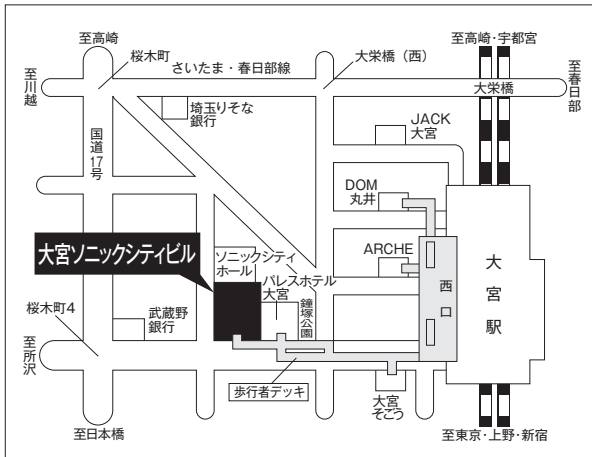 至高崎
桜木町
大栄橋（西）
至高崎・宇都宮
さいたま・春日部線
至川越
大栄橋
至春日部
埼玉りそな
銀行
JACK
大宮
国道17号
DOM
丸井
大宮ソニックシティビル
ソニックシティ
ホール
ARCHE
パレスホテル
大宮
鐘塚公園
西口
大宮駅
桜木町4
武蔵野
銀行
至所沢
歩行者デッキ
大宮
そごう
至日本橋
至東京・上野・新宿